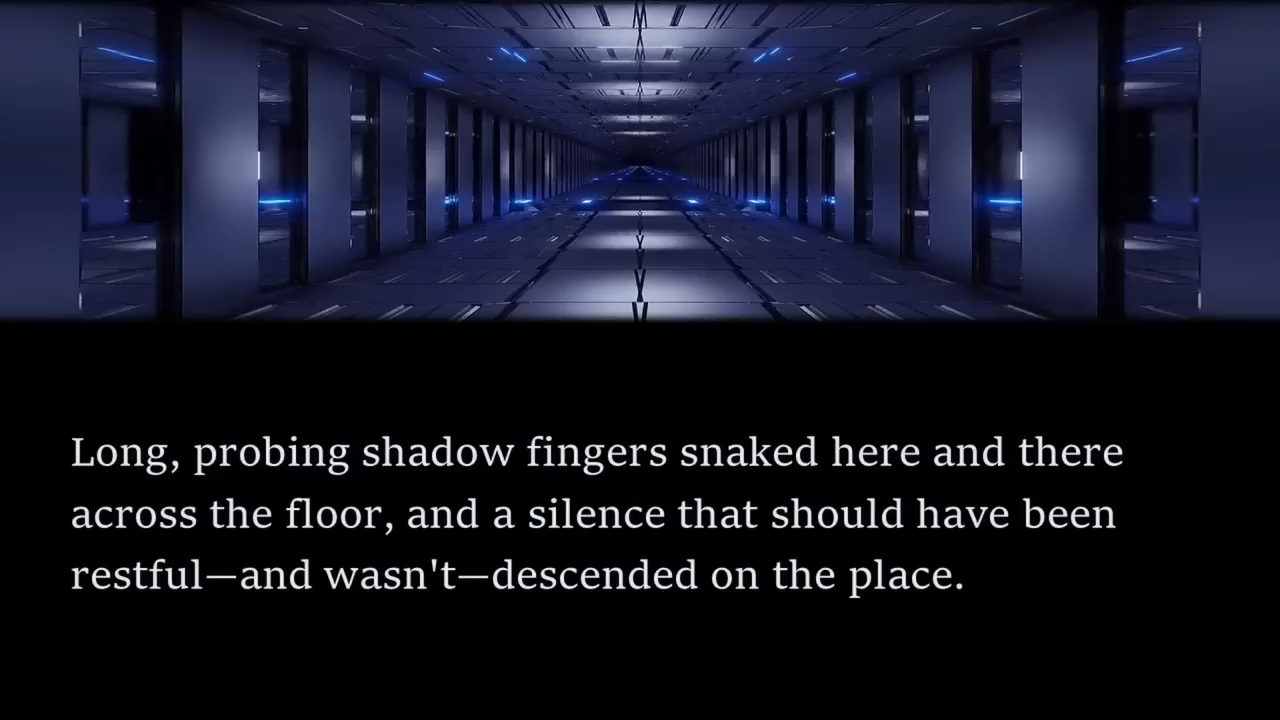 Long, probing shadow fingers snaked here and there
across the floor, and a silence that should have been
restful—and wasn't—descended on the place.